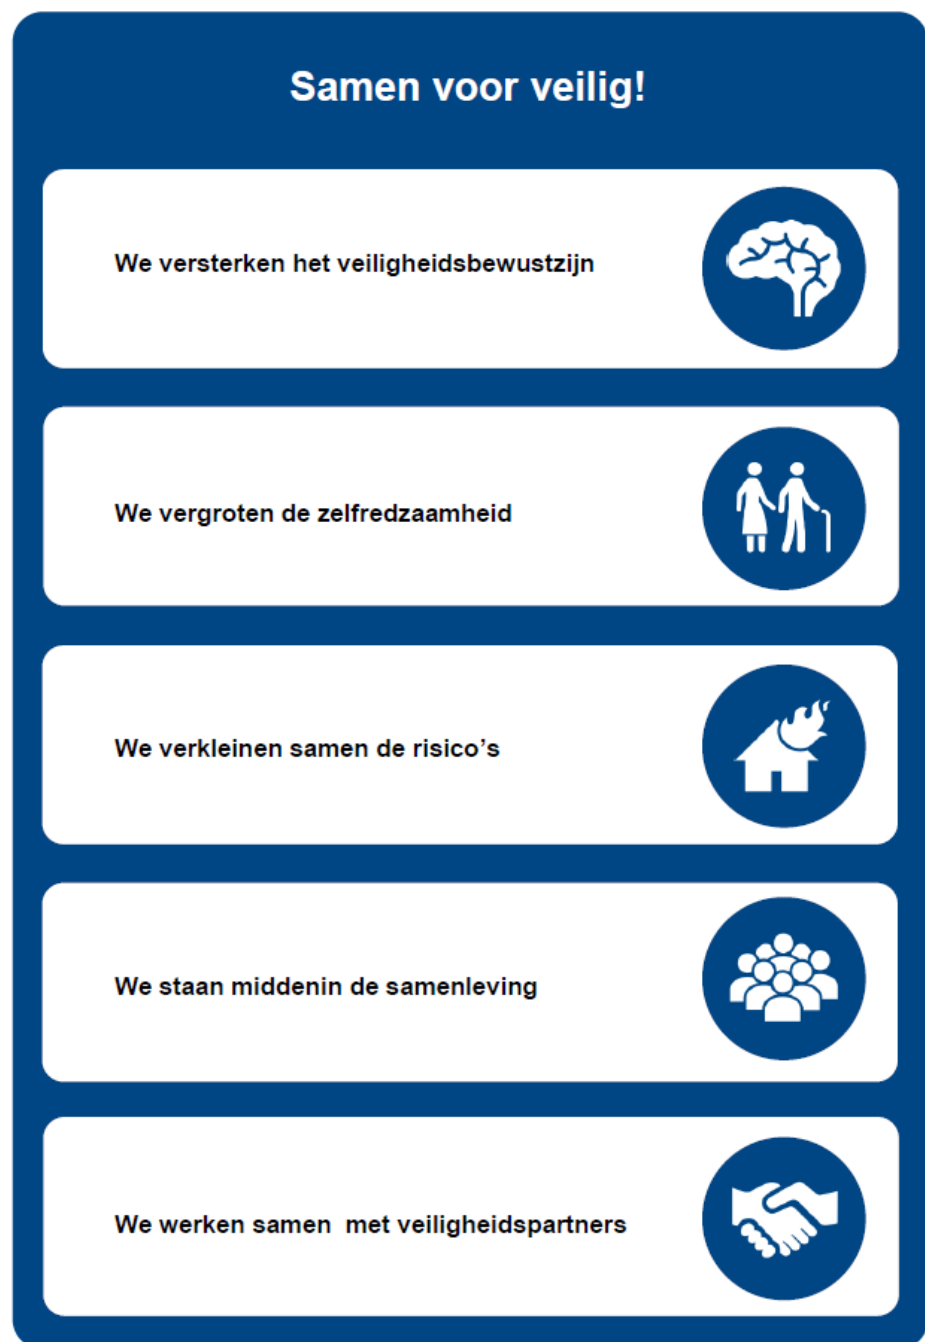 Samen voor veilig!
We versterken het veiligheidsbewustzijn
We vergroten de zelfredzaamheid
We verkleinen samen de risico’s
We staan middenin de samenleving
We werken samen  met veiligheidspartners